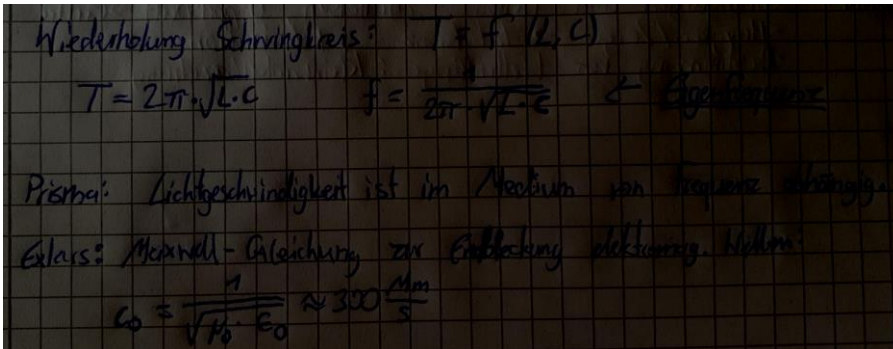 Wiederholung Schwingkreis: T = f (L, C)
T = 2π · √L·C f = 1/(2π · √L·C) ← Eigenfrequenz
Prisma: Lichtgeschwindigkeit ist im Medium von Frequenz abhängig.
Exkurs: Maxwell-Gleichung zur Entdeckung elektromag. Wellen:
c₀ = 1/√(μ₀ · ε₀) ≈ 300 Mm/s